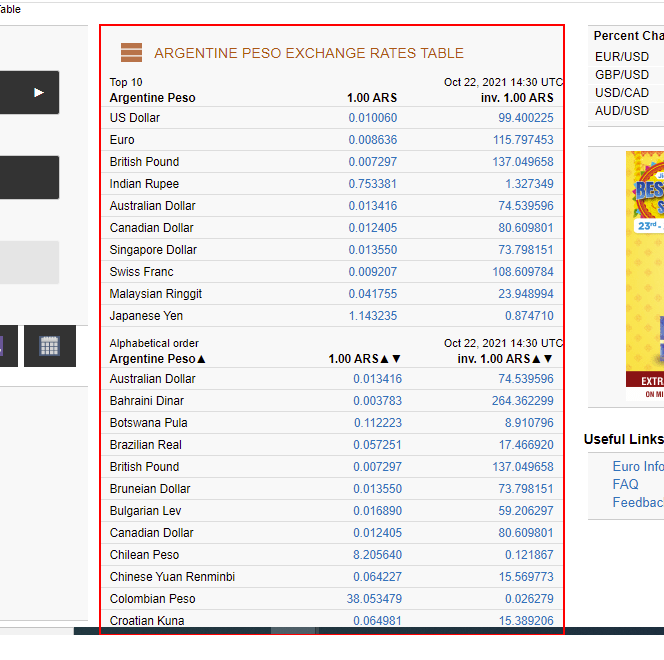 Table
ARGENTINE PESO EXCHANGE RATES TABLE
Top 10 Oct 22, 2021 14:30 UTC
Argentine Peso 1.00 ARS inv. 1.00 ARS
US Dollar 0.010060 99.400225
Euro 0.008636 115.797453
British Pound 0.007297 137.049658
Indian Rupee 0.753381 1.327349
Australian Dollar 0.013416 74.539596
Canadian Dollar 0.012405 80.609801
Singapore Dollar 0.013550 73.798151
Swiss Franc 0.009207 108.609784
Malaysian Ringgit 0.041755 23.948994
Japanese Yen 1.143235 0.874710
Alphabetical order Oct 22, 2021 14:30 UTC
Argentine Peso▲ 1.00 ARS▲▼ inv. 1.00 ARS▲▼
Australian Dollar 0.013416 74.539596
Bahraini Dinar 0.003783 264.362299
Botswana Pula 0.112223 8.910796
Brazilian Real 0.057251 17.466920
British Pound 0.007297 137.049658
Bruneian Dollar 0.013550 73.798151
Bulgarian Lev 0.016890 59.206297
Canadian Dollar 0.012405 80.609801
Chilean Peso 8.205640 0.121867
Chinese Yuan Renminbi 0.064227 15.569773
Colombian Peso 38.053479 0.026279
Croatian Kuna 0.064981 15.389206
Percent Cha
EUR/USD
GBP/USD
USD/CAD
AUD/USD
BES
23rd -
EXTR
ON MI
Useful Links
Euro Info
FAQ
Feedbac